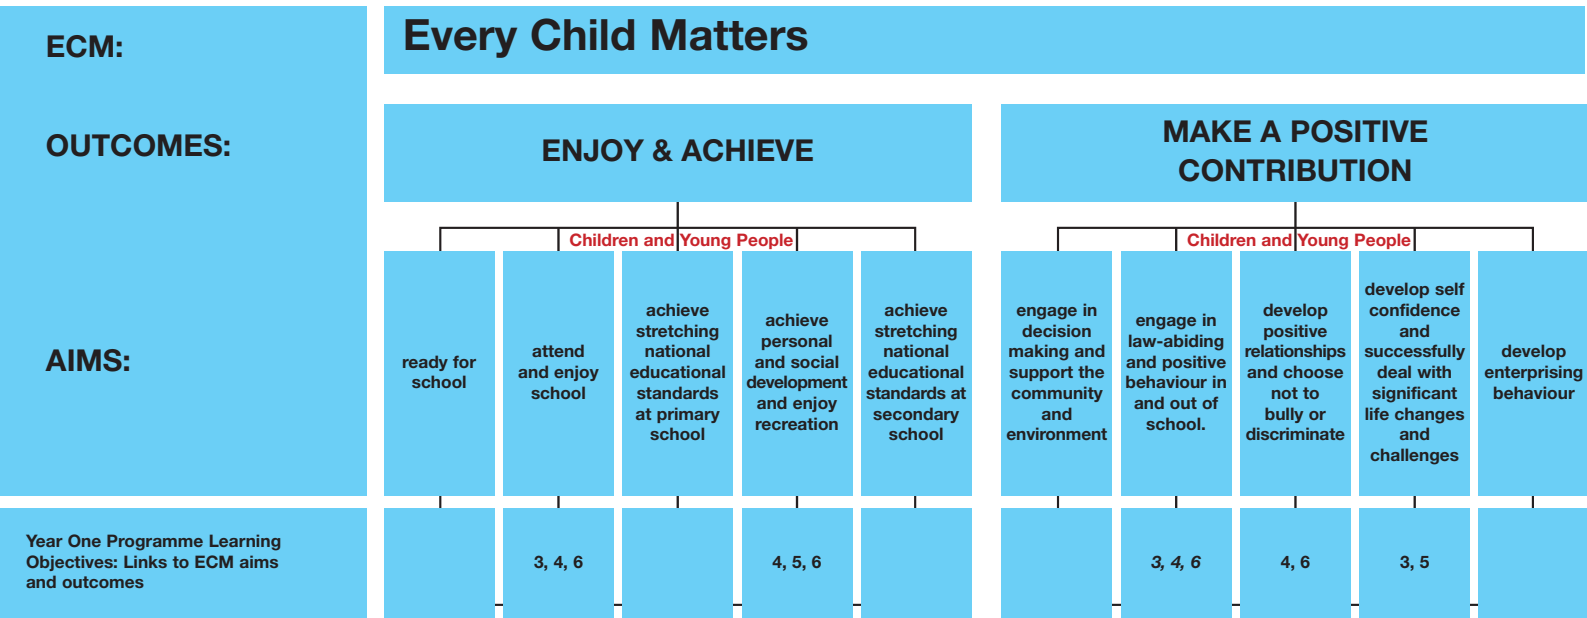 ECM:
Every Child Matters
OUTCOMES:
ENJOY & ACHIEVE
MAKE A POSITIVE
CONTRIBUTION
Children and Young People
Children and Young People
AIMS:
ready for
school
attend
and enjoy
school
achieve
stretching
national
educational
standards
at primary
school
achieve
personal
and social
development
and enjoy
recreation
achieve
stretching
national
educational
standards at
secondary
school
engage in
decision
making and
support the
community
and
environment
engage in
law-abiding
and positive
behaviour in
and out of
school.
develop
positive
relationships
and choose
not to
bully or
discriminate
develop self
confidence
and
successfully
deal with
significant
life changes
and
challenges
develop
enterprising
behaviour
Year One Programme Learning
Objectives: Links to ECM aims
and outcomes
3, 4, 6
4, 5, 6
3, 4, 6
4, 6
3, 5